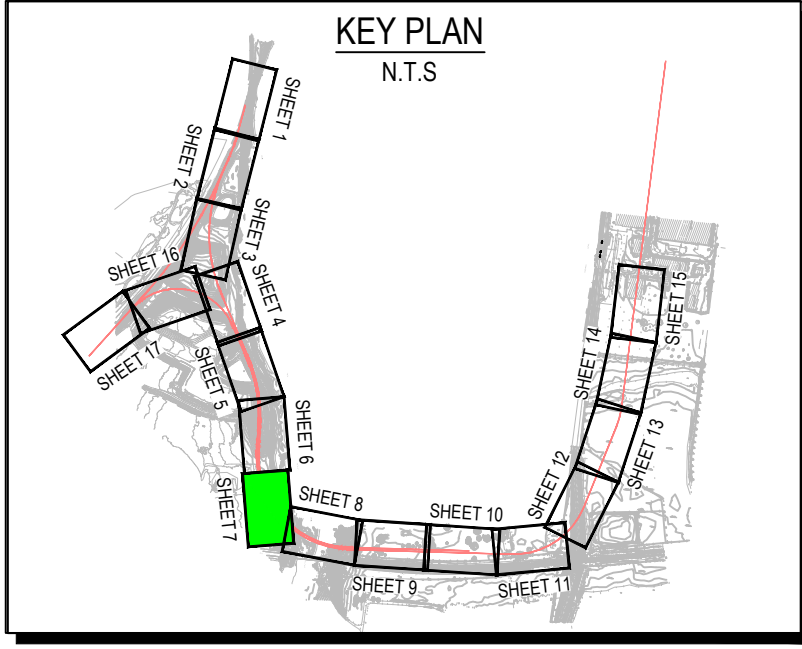 KEY PLAN
N.T.S
SHEET 1
SHEET 2
SHEET 3
SHEET 16
SHEET 4
SHEET 17
SHEET 5
SHEET 6
SHEET 7
SHEET 8
SHEET 9
SHEET 10
SHEET 11
SHEET 12
SHEET 13
SHEET 14
SHEET 15